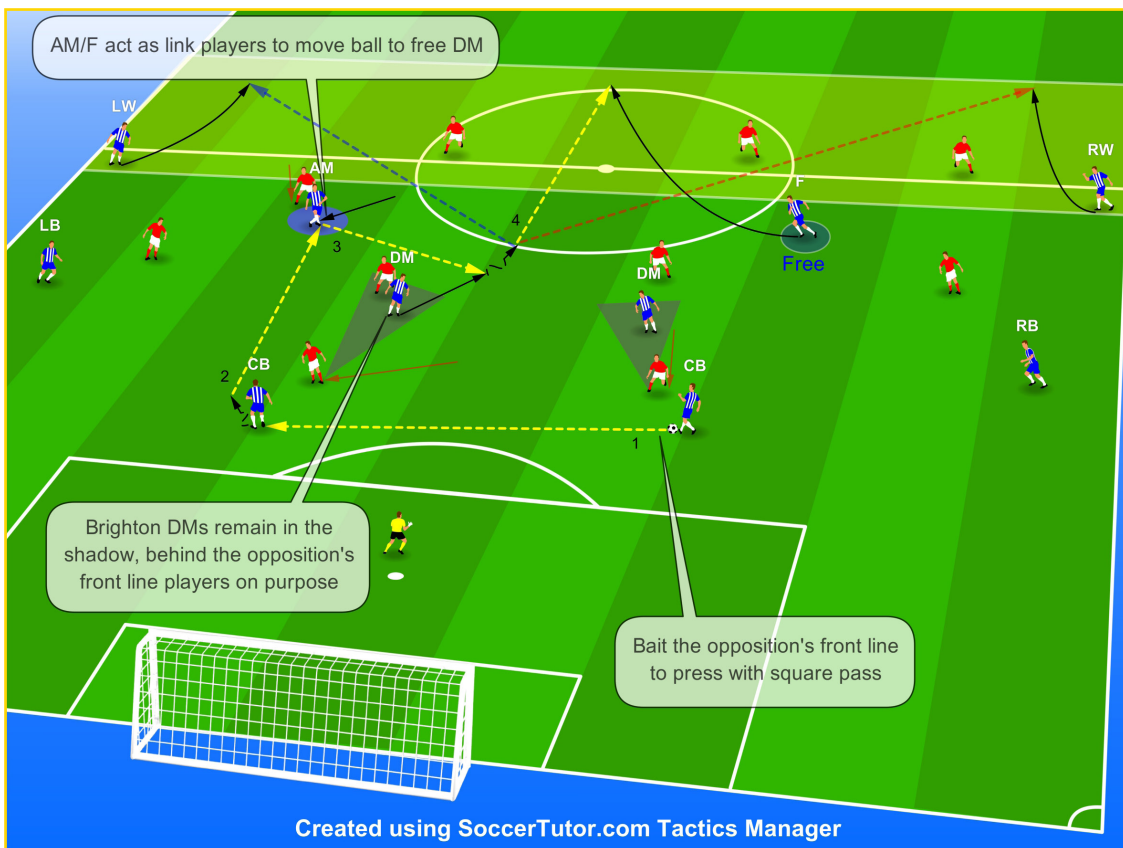 AM/F act as link players to move ball to free DM
LW
AM
RW
F
LB
3
4
DM
DM
Free
RB
2
CB
CB
1
Brighton DMs remain in the
shadow, behind the opposition's
front line players on purpose
Bait the opposition's front line
to press with square pass
Created using SoccerTutor.com Tactics Manager